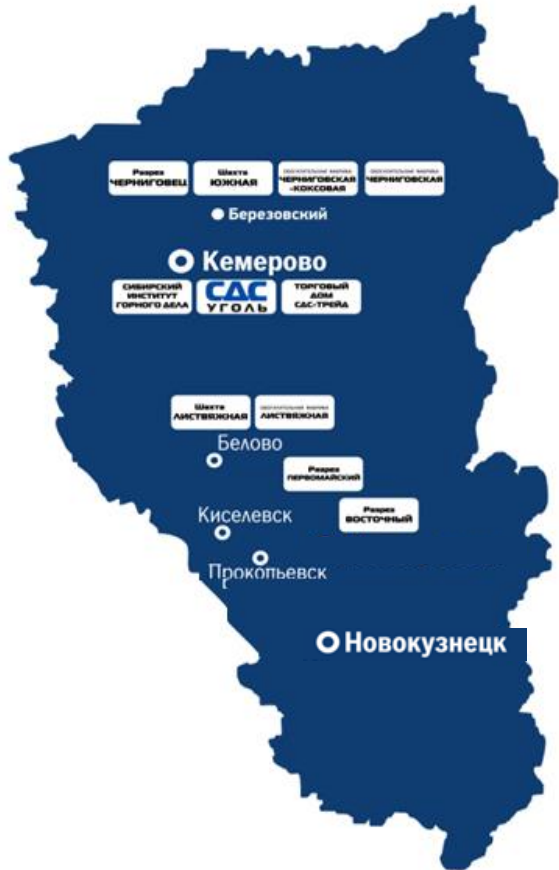 Разрез
ЧЕРНИГОВЕЦ
Шахта
ЮЖНАЯ
ОБОГАТИТЕЛЬНАЯ ФАБРИКА
ЧЕРНИГОВСКАЯ
-КОКСОВАЯ
ОБОГАТИТЕЛЬНАЯ ФАБРИКА
ЧЕРНИГОВСКАЯ
Березовский
Кемерово
СИБИРСКИЙ
ИНСТИТУТ
ГОРНОГО ДЕЛА
СДС
УГОЛЬ
ТОРГОВЫЙ
ДОМ
СДС-ТРЕЙД
Шахта
ЛИСТВЯЖНАЯ
ОБОГАТИТЕЛЬНАЯ ФАБРИКА
ЛИСТВЯЖНАЯ
Белово
Разрез
ПЕРВОМАЙСКИЙ
Разрез
ВОСТОЧНЫЙ
Киселевск
Прокопьевск
Новокузнецк